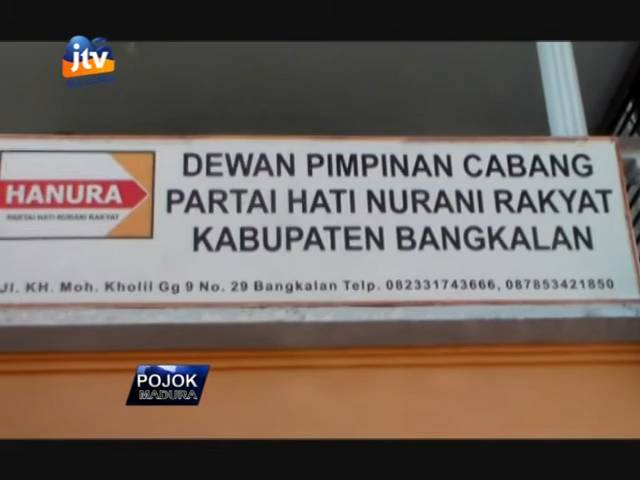 jtv
MADURA
DEWAN PIMPINAN CABANG
PARTAI HATI NURANI RAKYAT
KABUPATEN BANGKALAN
HANURA
PARTAI HATI NURANI RAKYAT
Jl. KH. Moh. Kholil Gg 9 No. 29 Bangkalan Telp. 082331743666, 087853421850
POJOK
MADURA